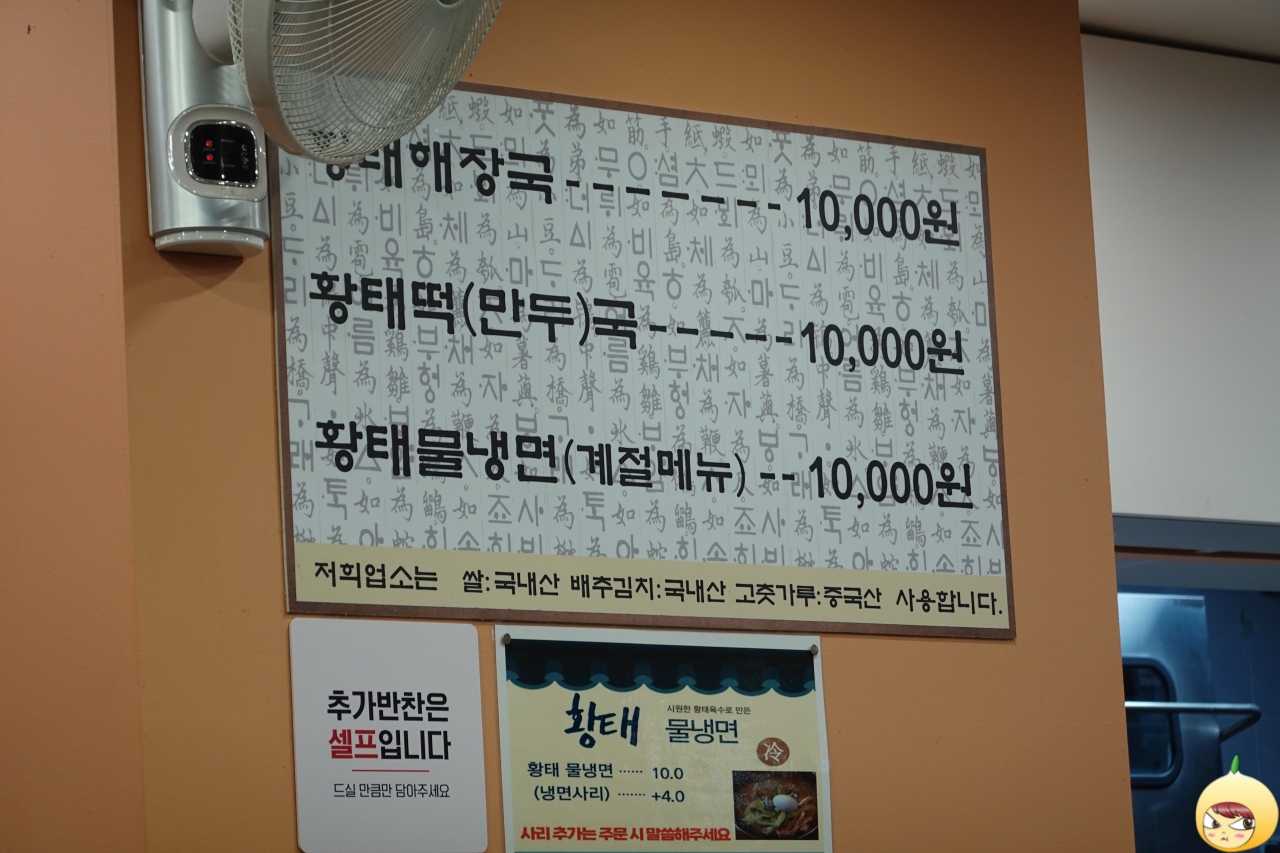 황태해장국 - - - - - - - - 10,000원
황태떡(만두)국 - - - - - - 10,000원
황태물냉면(계절메뉴) - - 10,000원
저희업소는 쌀:국내산 배추김치:국내산 고춧가루:중국산 사용합니다.
추가반찬은
셀프입니다
드실 만큼만 담아주세요
시원한 황태육수로 만든
황태 물냉면
冷
황태 물냉면 ······ 10.0
(냉면사리) ······· +4.0
사리 추가는 주문 시 말씀해주세요